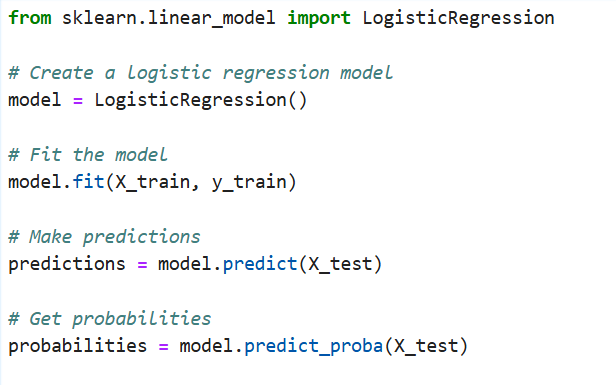 from sklearn.linear_model import LogisticRegression
# Create a logistic regression model
model = LogisticRegression()
# Fit the model
model.fit(X_train, y_train)
# Make predictions
predictions = model.predict(X_test)
# Get probabilities
probabilities = model.predict_proba(X_test)